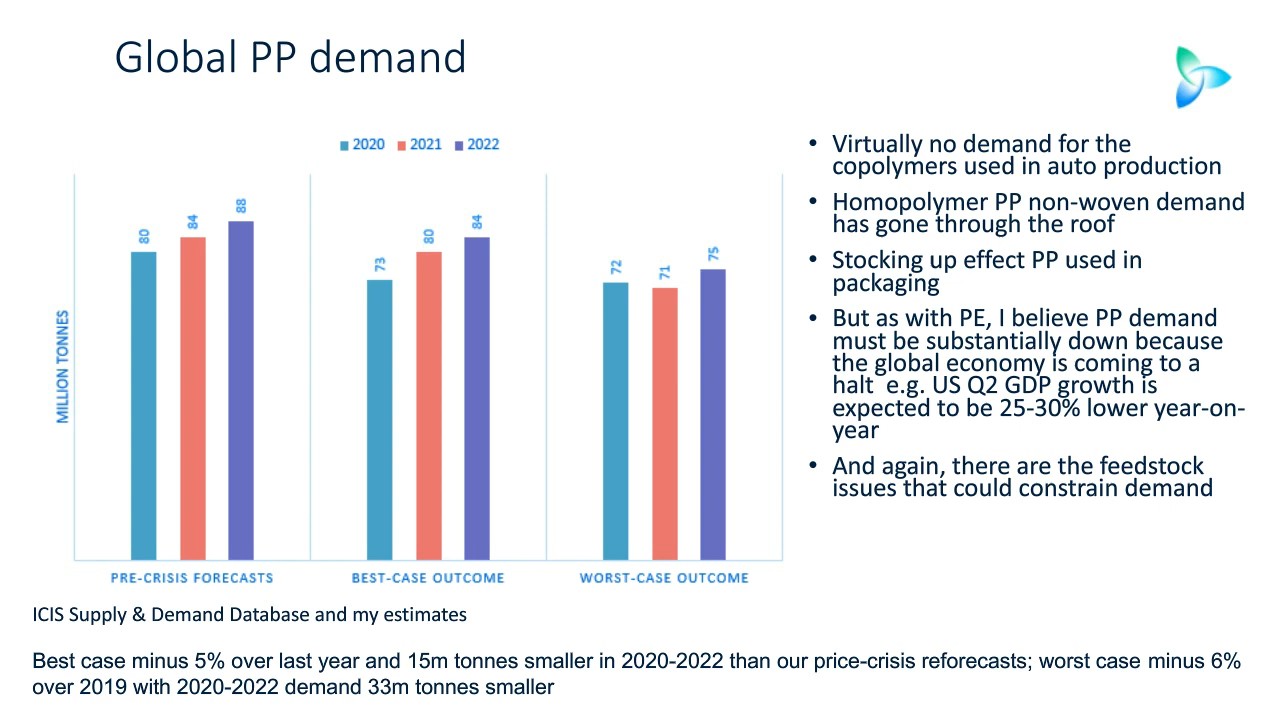 Global PP demand
2020 2021 2022
MILLION TONNES
80 84 88
73 80 84
72 71 75
PRE-CRISIS FORECASTS BEST-CASE OUTCOME WORST-CASE OUTCOME
• Virtually no demand for the
copolymers used in auto production
• Homopolymer PP non-woven demand
has gone through the roof
• Stocking up effect PP used in
packaging
• But as with PE, I believe PP demand
must be substantially down because
the global economy is coming to a
halt e.g. US Q2 GDP growth is
expected to be 25-30% lower year-on-
year
• And again, there are the feedstock
issues that could constrain demand
ICIS Supply & Demand Database and my estimates
Best case minus 5% over last year and 15m tonnes smaller in 2020-2022 than our price-crisis reforecasts; worst case minus 6%
over 2019 with 2020-2022 demand 33m tonnes smaller